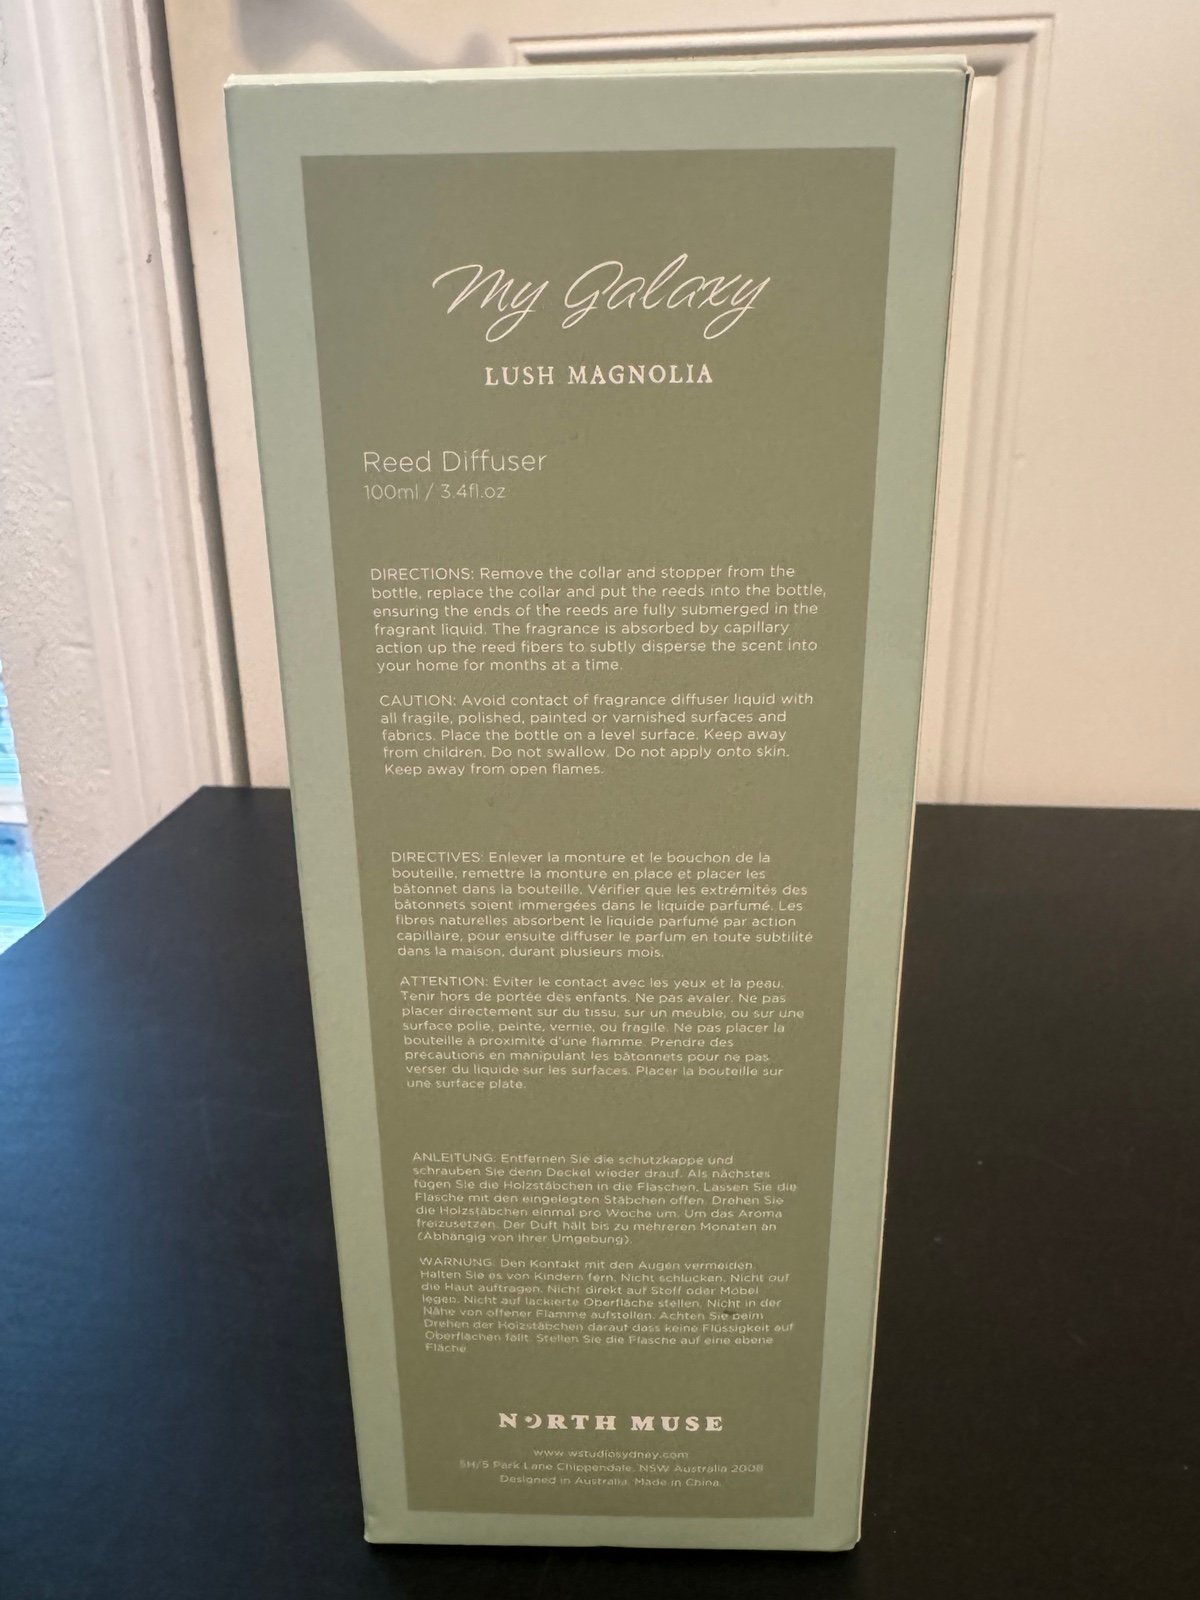 My Galaxy
LUSH MAGNOLIA
Reed Diffuser
100ml / 3.4fl.oz
DIRECTIONS: Remove the collar and stopper from the
bottle, replace the collar and put the reeds into the bottle,
ensuring the ends of the reeds are fully submerged in the
fragrant liquid. The fragrance is absorbed by capillary
action up the reed fibers to subtly disperse the scent into
your home for months at a time.
CAUTION: Avoid contact of fragrance diffuser liquid with
all fragile, polished, painted or varnished surfaces and
fabrics. Place the bottle on a level surface. Keep away
from children. Do not swallow. Do not apply onto skin.
Keep away from open flames.
DIRECTIVES: Enlever la monture et le bouchon de la
bouteille, remettre la monture en place et placer les
bâtonnet dans la bouteille. Vérifier que les extrémités des
bâtonnets soient immergées dans le liquide parfumé. Les
fibres naturelles absorbent le liquide parfumé par action
capillaire, pour ensuite diffuser le parfum en toute subtilité
dans la maison, durant plusieurs mois.
ATTENTION: Éviter le contact avec les yeux et la peau.
Tenir hors de portée des enfants. Ne pas avaler. Ne pas
placer directement sur du tissu, sur un meuble, ou sur une
surface polie, peinte, vernie, ou fragile. Ne pas placer la
bouteille à proximité d'une flamme. Prendre des
précautions en manipulant les bâtonnets pour ne pas
verser du liquide sur les surfaces. Placer la bouteille sur
une surface plate.
ANLEITUNG: Entfernen Sie die schutzkappe und
schrauben Sie denn Deckel wieder drauf. Als nächstes
fügen Sie die Holzstäbchen in die Flaschen. Lassen Sie die
Flasche mit den eingelegten Stäbchen offen. Drehen Sie
die Holzstäbchen einmal pro Woche um. Um das Aroma
freizusetzen. Der Duft hält bis zu mehreren Monaten an
(Abhängig von Ihrer Umgebung).
WARNUNG: Den Kontakt mit den Augen vermeiden.
Halten Sie es von Kindern fern. Nicht schlucken. Nicht auf
die Haut auftragen. Nicht direkt auf Stoff oder Möbel
legen. Nicht auf lackierte Oberfläche stellen. Nicht in der
Nähe von offener Flamme aufstellen. Achten Sie beim
Drehen der Holzstäbchen darauf dass keine Flüssigkeit auf
Oberflächen fällt. Stellen Sie die Flasche auf eine ebene
Fläche
NORTH MUSE
www.wstudiosydney.com
5H/5 Park Lane Chippendale, NSW Australia 2008
Designed in Australia. Made in China.